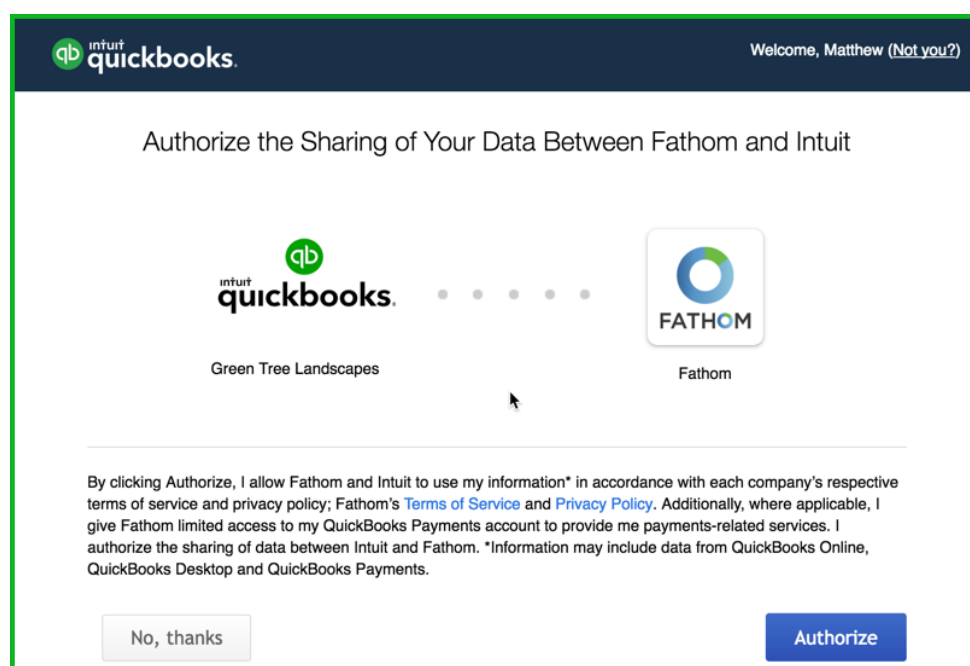 intuit
quickbooks.
Welcome, Matthew (Not you?)
Authorize the Sharing of Your Data Between Fathom and Intuit
qb
intuit
quickbooks.
FATHOM
Green Tree Landscapes
Fathom
By clicking Authorize, I allow Fathom and Intuit to use my information* in accordance with each company's respective
terms of service and privacy policy; Fathom's Terms of Service and Privacy Policy. Additionally, where applicable, I
give Fathom limited access to my QuickBooks Payments account to provide me payments-related services. I
authorize the sharing of data between Intuit and Fathom. *Information may include data from QuickBooks Online,
QuickBooks Desktop and QuickBooks Payments.
No, thanks
Authorize